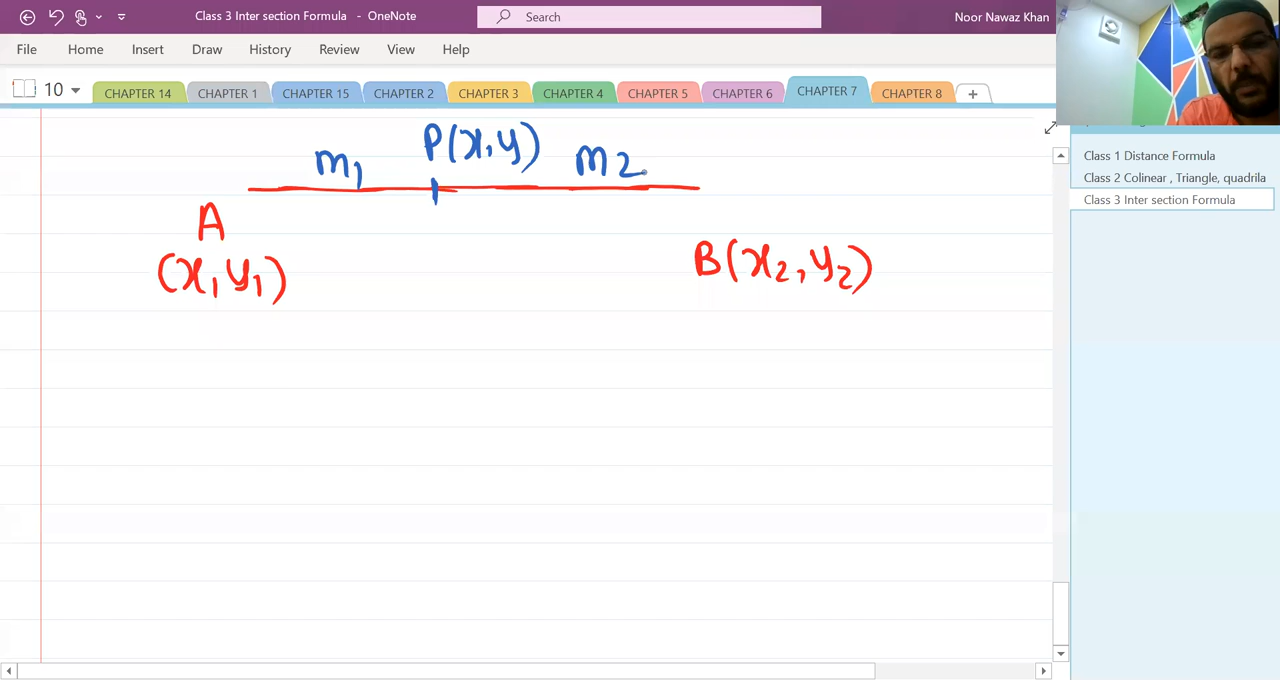 Class 3 Inter section Formula - OneNote
Search
Noor Nawaz Khan
File Home Insert Draw History Review View Help
10 CHAPTER 14 CHAPTER 1 CHAPTER 15 CHAPTER 2 CHAPTER 3 CHAPTER 4 CHAPTER 5 CHAPTER 6 CHAPTER 7 CHAPTER 8
Class 1 Distance Formula
Class 2 Colinear , Triangle, quadrila
Class 3 Inter section Formula
m₁ P(x,y) m₂
A
(x₁ y₁)
B(x₂, y₂)